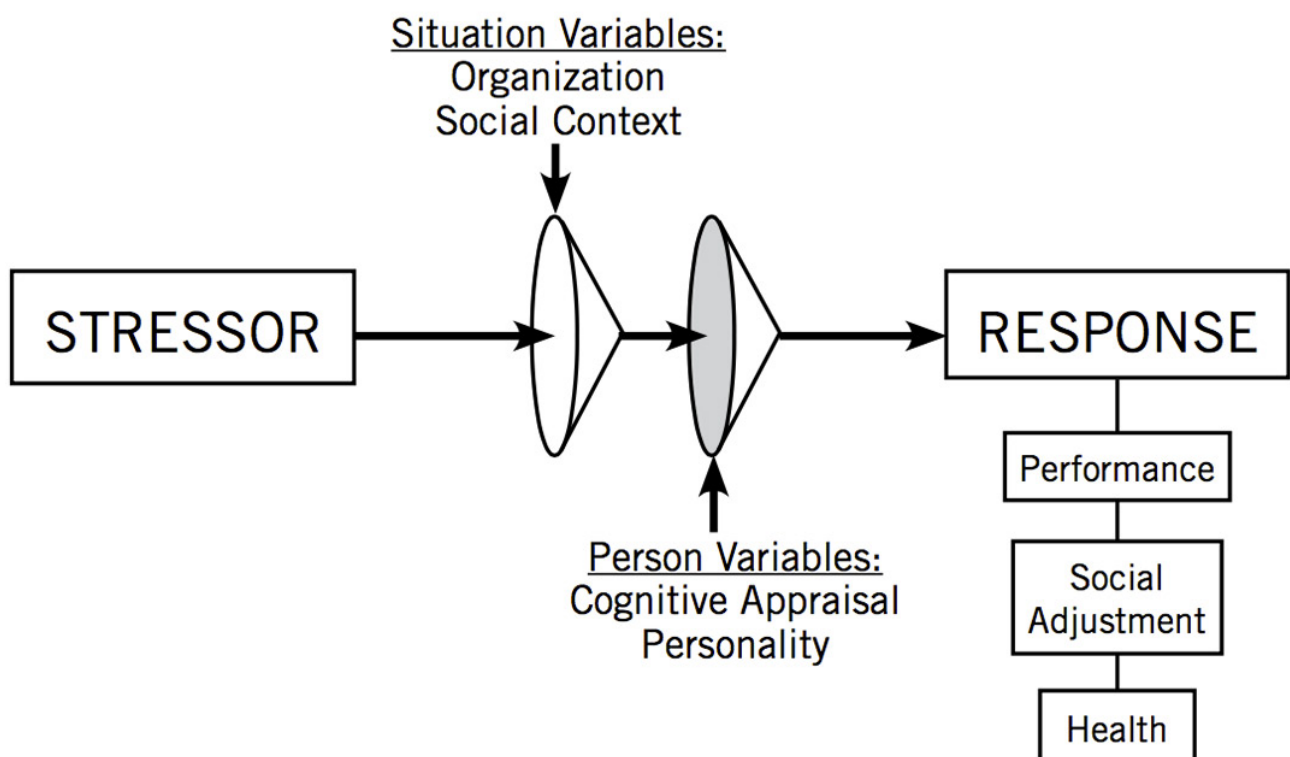 Situation Variables:
Organization
Social Context
STRESSOR
RESPONSE
Performance
Person Variables:
Cognitive Appraisal
Personality
Social
Adjustment
Health